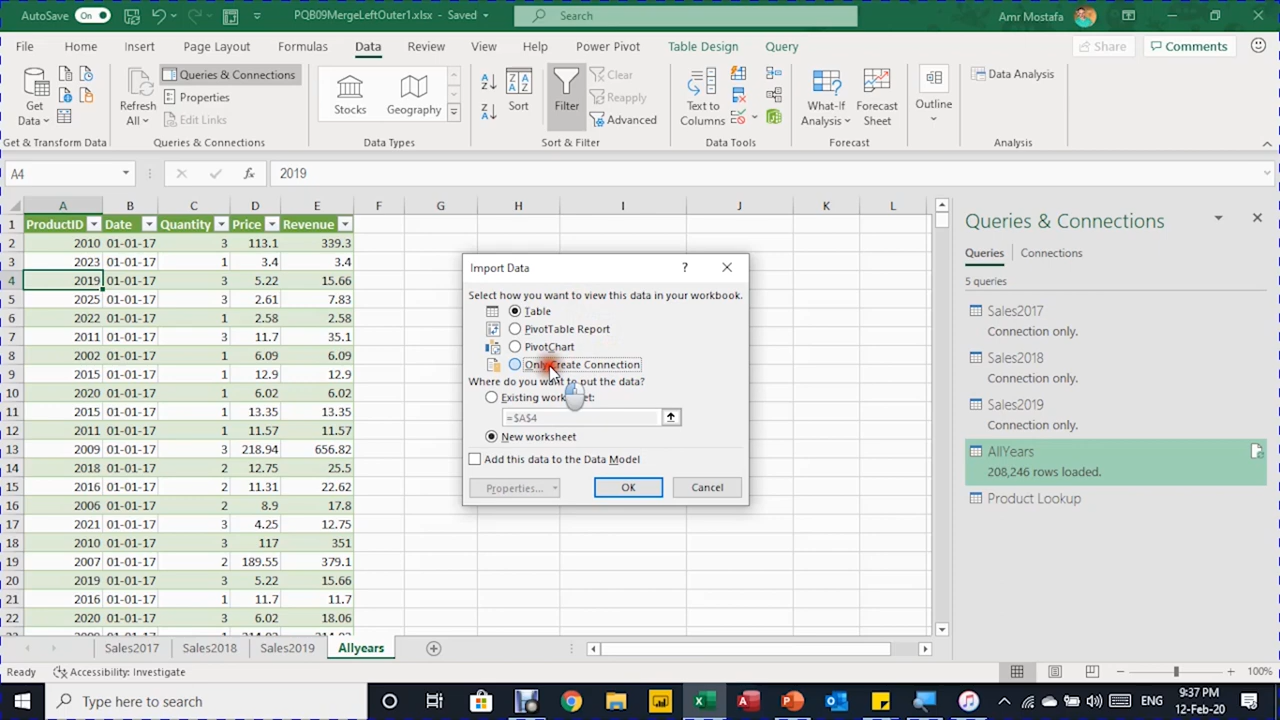 AutoSave On PQB09MergeLeftOuter1.xlsx - Saved Search Amr Mostafa
File Home Insert Page Layout Formulas Data Review View Help Power Pivot Table Design Query Share Comments
Get Data Refresh All Queries & Connections Properties Edit Links Stocks Geography Sort Filter Clear Reapply Advanced Text to Columns What-If Analysis Forecast Sheet Outline Data Analysis
Get & Transform Data Queries & Connections Data Types Sort & Filter Data Tools Forecast Analysis
A4 fx 2019
A B C D E F G H I J K L
1 ProductID Date Quantity Price Revenue
2 2010 01-01-17 3 113.1 339.3
3 2023 01-01-17 1 3.4 3.4
4 2019 01-01-17 3 5.22 15.66
5 2025 01-01-17 3 2.61 7.83
6 2022 01-01-17 1 2.58 2.58
7 2011 01-01-17 3 11.7 35.1
8 2002 01-01-17 1 6.09 6.09
9 2015 01-01-17 1 12.9 12.9
10 2020 01-01-17 1 6.02 6.02
11 2015 01-01-17 1 13.35 13.35
12 2011 01-01-17 1 11.57 11.57
13 2009 01-01-17 3 218.94 656.82
14 2018 01-01-17 2 12.75 25.5
15 2016 01-01-17 2 11.31 22.62
16 2006 01-01-17 2 8.9 17.8
17 2021 01-01-17 3 4.25 12.75
18 2010 01-01-17 3 117 351
19 2007 01-01-17 2 189.55 379.1
20 2019 01-01-17 3 5.22 15.66
21 2016 01-01-17 1 11.7 11.7
22 2020 01-01-17 3 6.02 18.06
Import Data ?
Select how you want to view this data in your workbook.
Table
PivotTable Report
PivotChart
Only Create Connection
Where do you want to put the data?
Existing worksheet:
=$A$4
New worksheet
Add this data to the Data Model
Properties... OK Cancel
Queries & Connections
Queries Connections
5 queries
Sales2017
Connection only.
Sales2018
Connection only.
Sales2019
Connection only.
AllYears
208,246 rows loaded.
Product Lookup
Sales2017 Sales2018 Sales2019 Allyears
Ready Accessibility: Investigate 100%
Type here to search ENG 9:37 PM
12-Feb-20